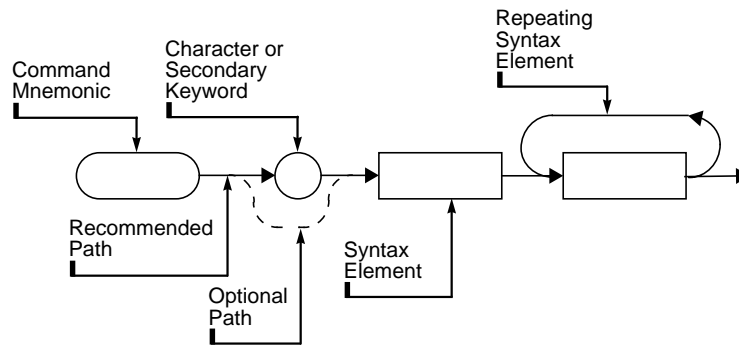 Command
Mnemonic
Character or
Secondary
Keyword
Repeating
Syntax
Element
Recommended
Path
Optional
Path
Syntax
Element